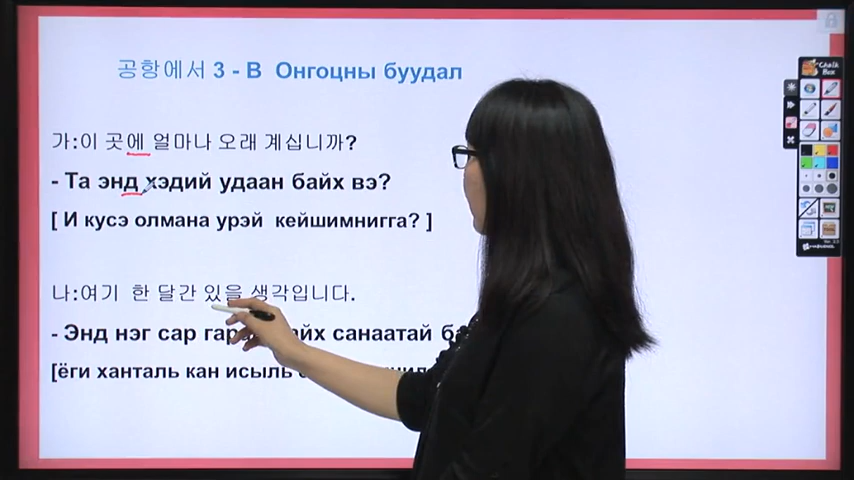 공항에서 3 - B Онгоцны буудал
가:이 곳에 얼마나 오래 계십니까?
- Та энд хэдий удаан байх вэ?
[ И кусэ олмана урэй кейшимнигга? ]
나:여기 한 달간 있을 생각입니다.
- Энд нэг сар санаатай
[ёги ханталь кан исыль
Chalk Box